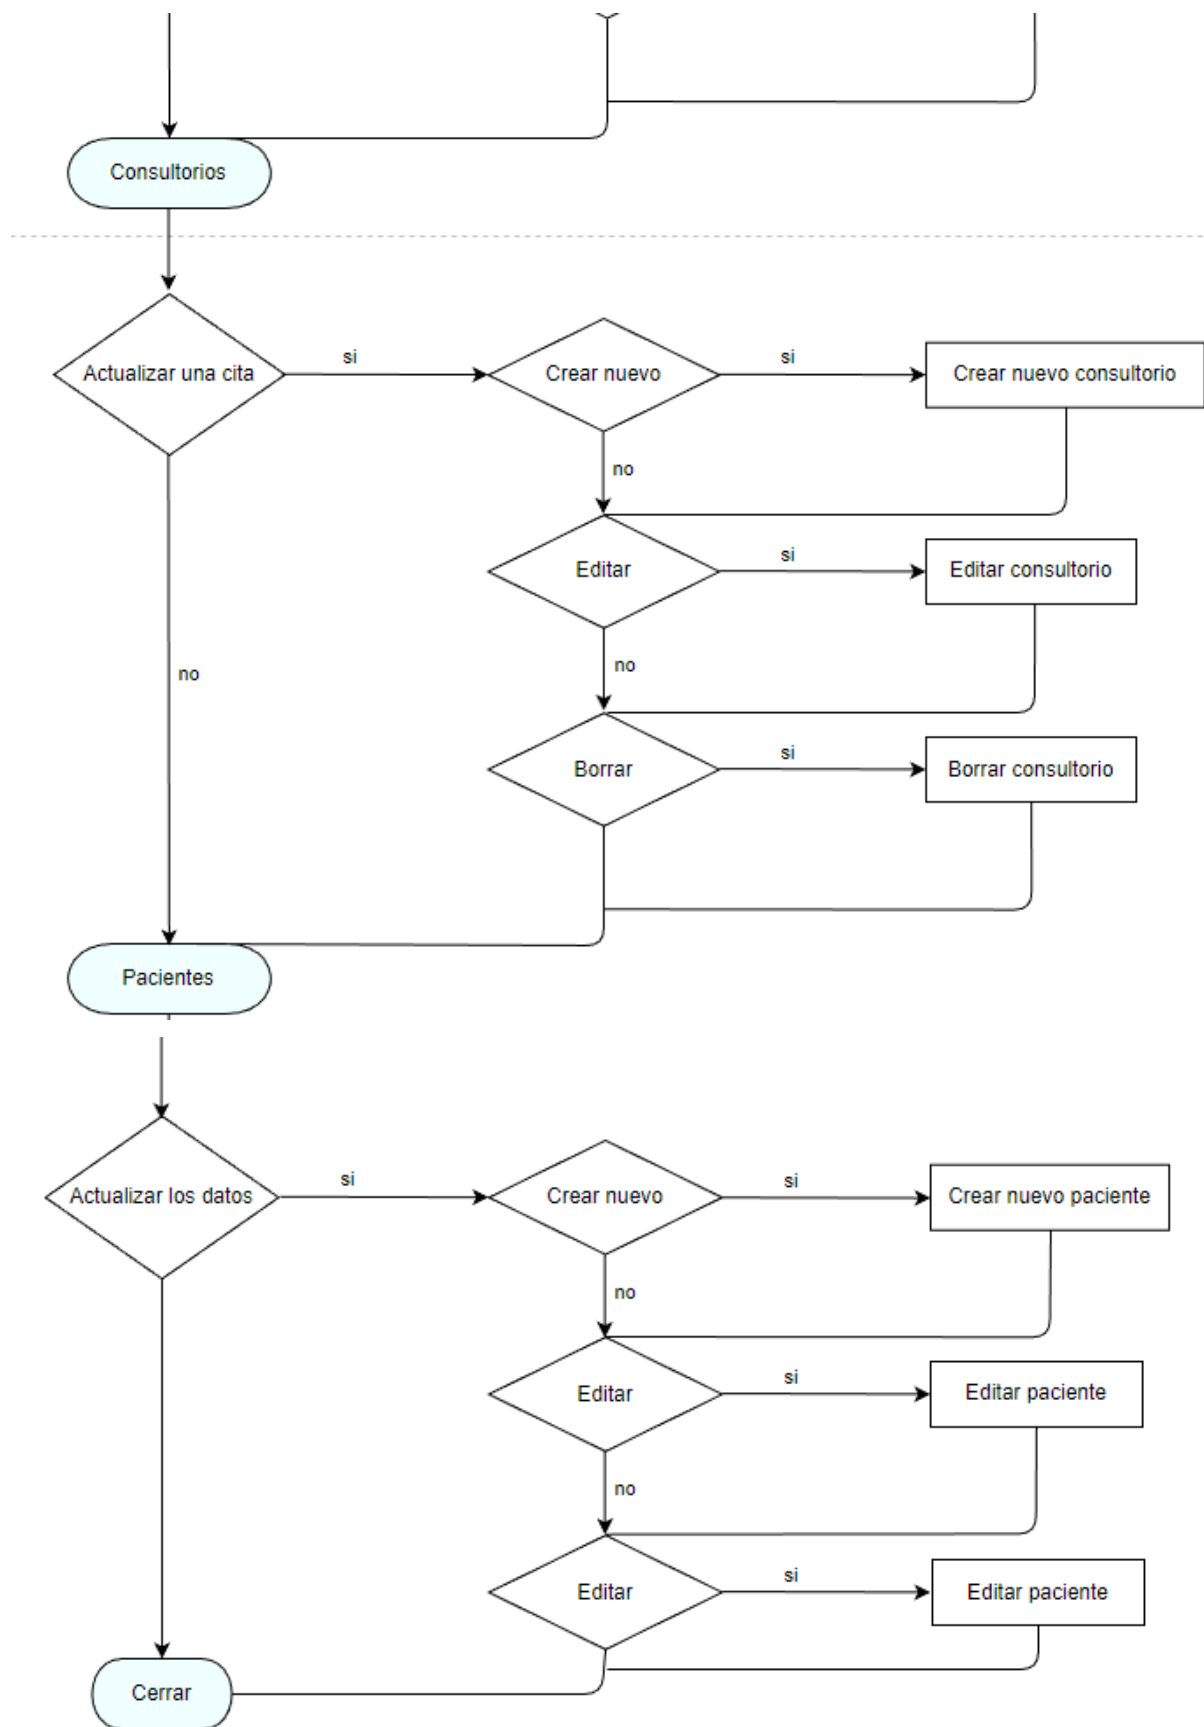 Consultorios
Actualizar una cita
si
Crear nuevo
si
Crear nuevo consultorio
no
Editar
si
Editar consultorio
no
no
Borrar
si
Borrar consultorio
Pacientes
Actualizar los datos
si
Crear nuevo
si
Crear nuevo paciente
no
Editar
si
Editar paciente
no
Editar
si
Editar paciente
Cerrar